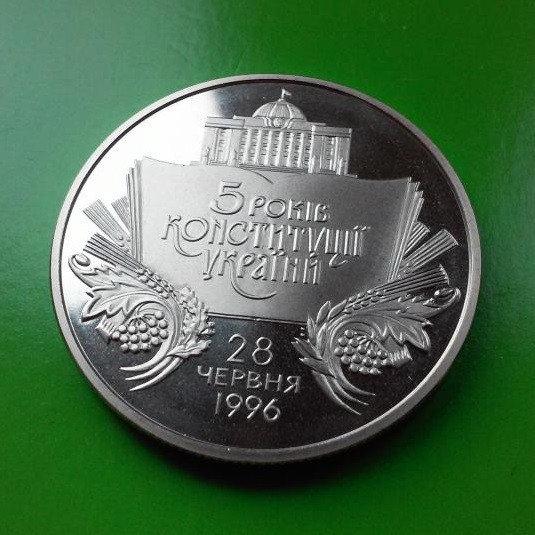 5 РОКІВ
КОНСТИТУЦІЇ
УКРАЇНИ
28
ЧЕРВНЯ
1996